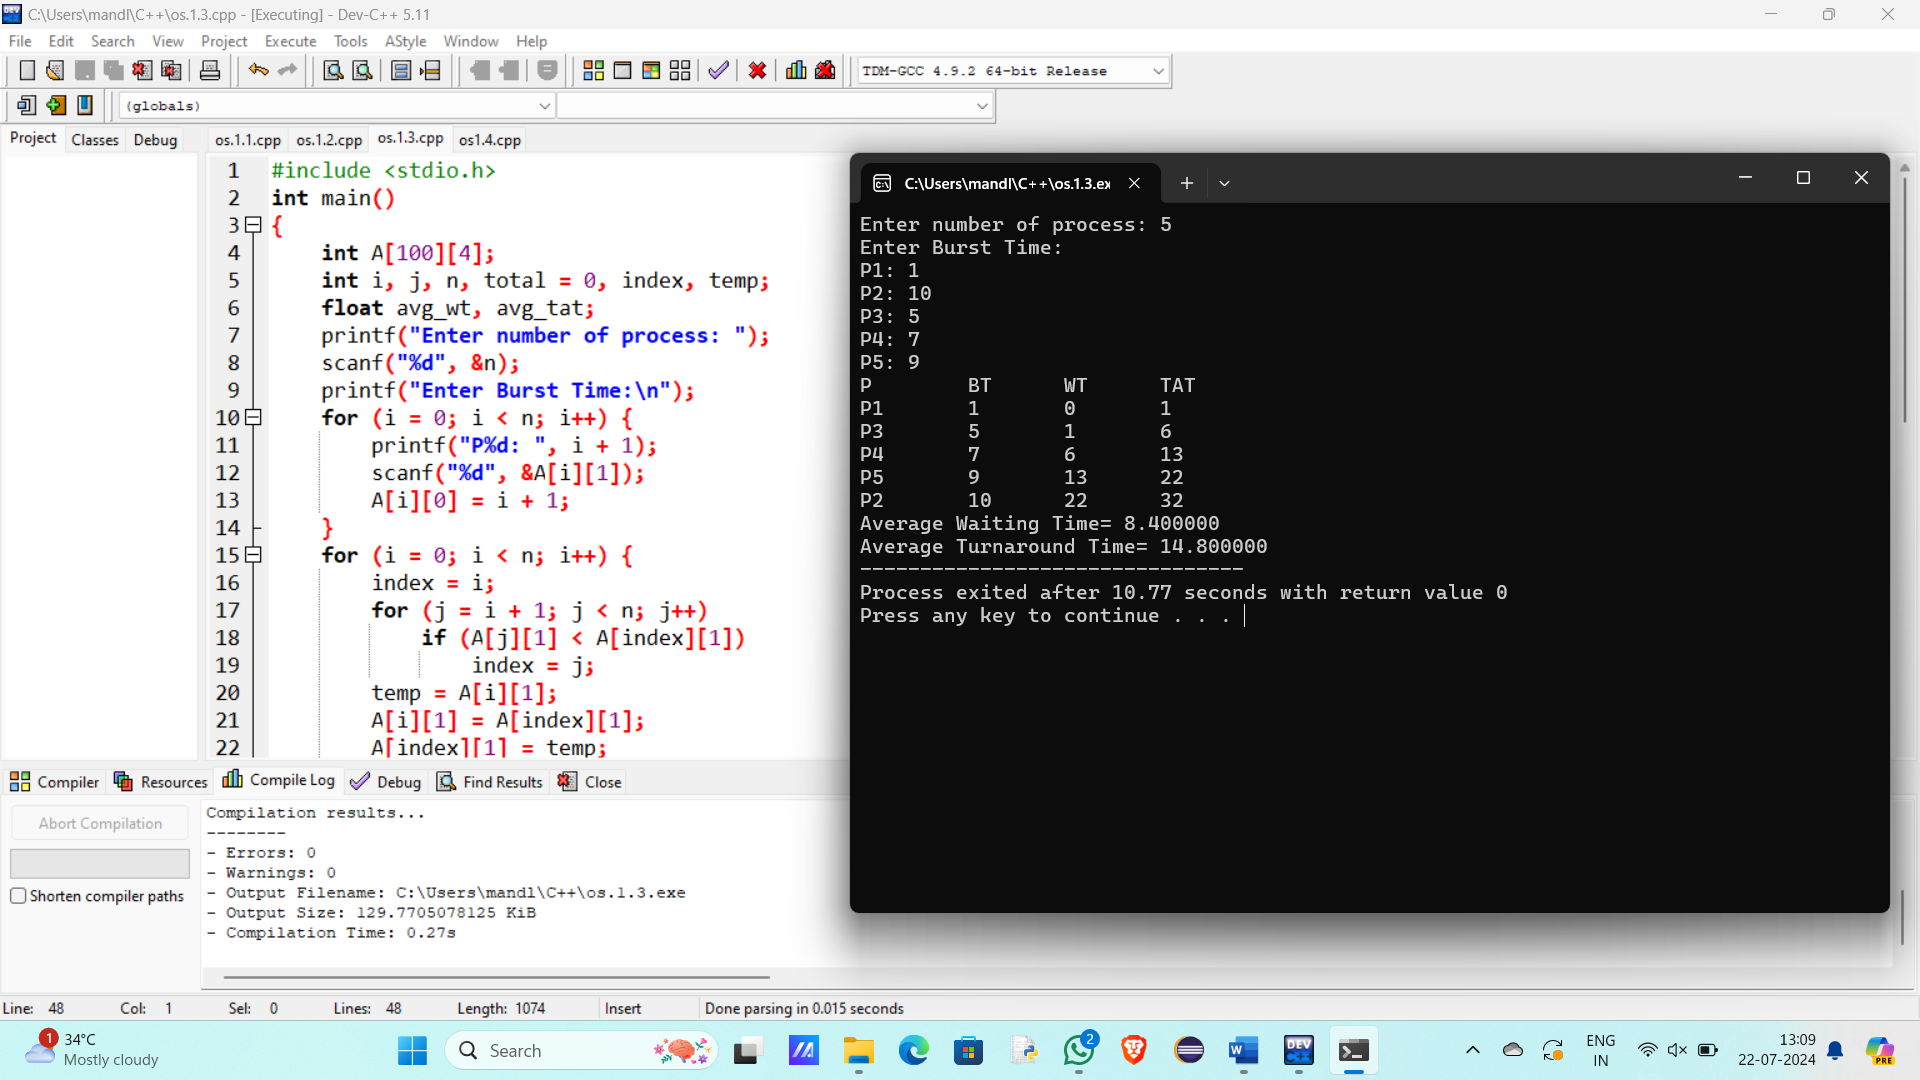 C:\Users\mandl\C++\os.1.3.cpp - [Executing] - Dev-C++ 5.11
File Edit Search View Project Execute Tools AStyle Window Help
TDM-GCC 4.9.2 64-bit Release
(globals)
Project Classes Debug os.1.1.cpp os.1.2.cpp os.1.3.cpp os1.4.cpp
1 #include <stdio.h>
2 int main()
3 {
4 int A[100][4];
5 int i, j, n, total = 0, index, temp;
6 float avg_wt, avg_tat;
7 printf("Enter number of process: ");
8 scanf("%d", &n);
9 printf("Enter Burst Time:\n");
10 for (i = 0; i < n; i++) {
11 printf("P%d: ", i + 1);
12 scanf("%d", &A[i][1]);
13 A[i][0] = i + 1;
14 }
15 for (i = 0; i < n; i++) {
16 index = i;
17 for (j = i + 1; j < n; j++)
18 if (A[j][1] < A[index][1])
19 index = j;
20 temp = A[i][1];
21 A[i][1] = A[index][1];
22 A[index][1] = temp;
C:\Users\mandl\C++\os.1.3.ex
Enter number of process: 5
Enter Burst Time:
P1: 1
P2: 10
P3: 5
P4: 7
P5: 9
P BT WT TAT
P1 1 0 1
P3 5 1 6
P4 7 6 13
P5 9 13 22
P2 10 22 32
Average Waiting Time= 8.400000
Average Turnaround Time= 14.800000
--------------------------------
Process exited after 10.77 seconds with return value 0
Press any key to continue . . .
Compiler Resources Compile Log Debug Find Results Close
Abort Compilation
Shorten compiler paths
Compilation results...
--------
- Errors: 0
- Warnings: 0
- Output Filename: C:\Users\mandl\C++\os.1.3.exe
- Output Size: 129.7705078125 KiB
- Compilation Time: 0.27s
Line: 48 Col: 1 Sel: 0 Lines: 48 Length: 1074 Insert Done parsing in 0.015 seconds
1
34°C
Mostly cloudy
Search
2
DEV
C++
PRE
ENG
IN
13:09
22-07-2024